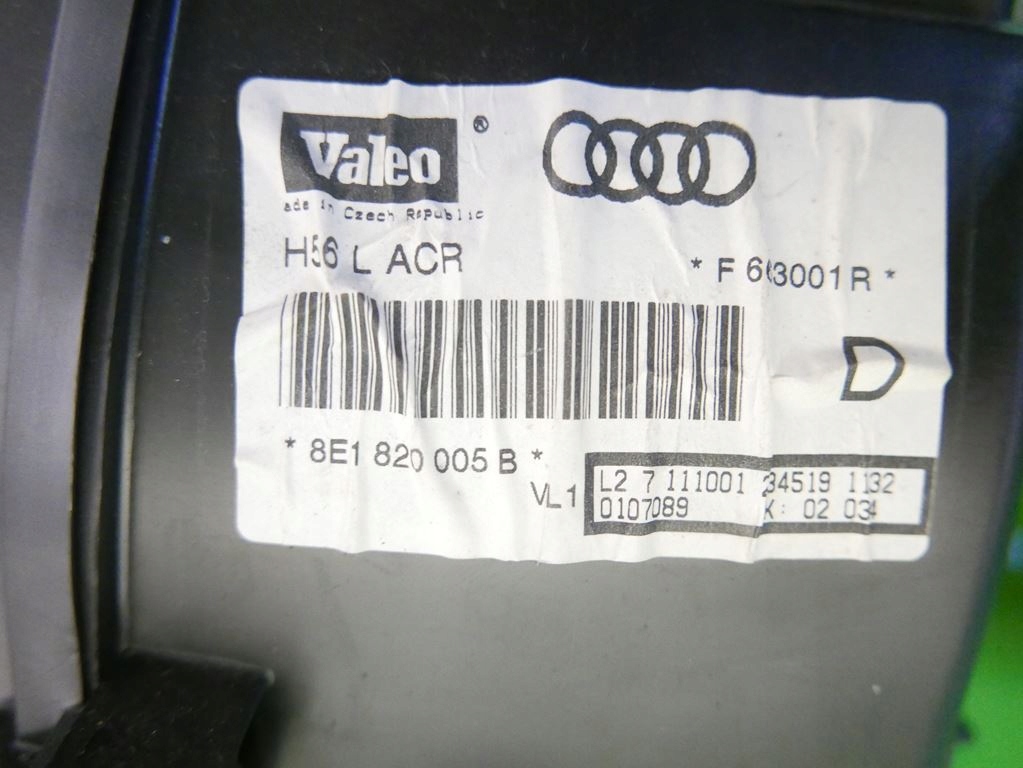 Valeo ®
ade in Czech Republic
H56 L ACR
* 8E1 820 005 B *
D
VL1
L2 7 111001 34519 1132
0107089 K: 02 034